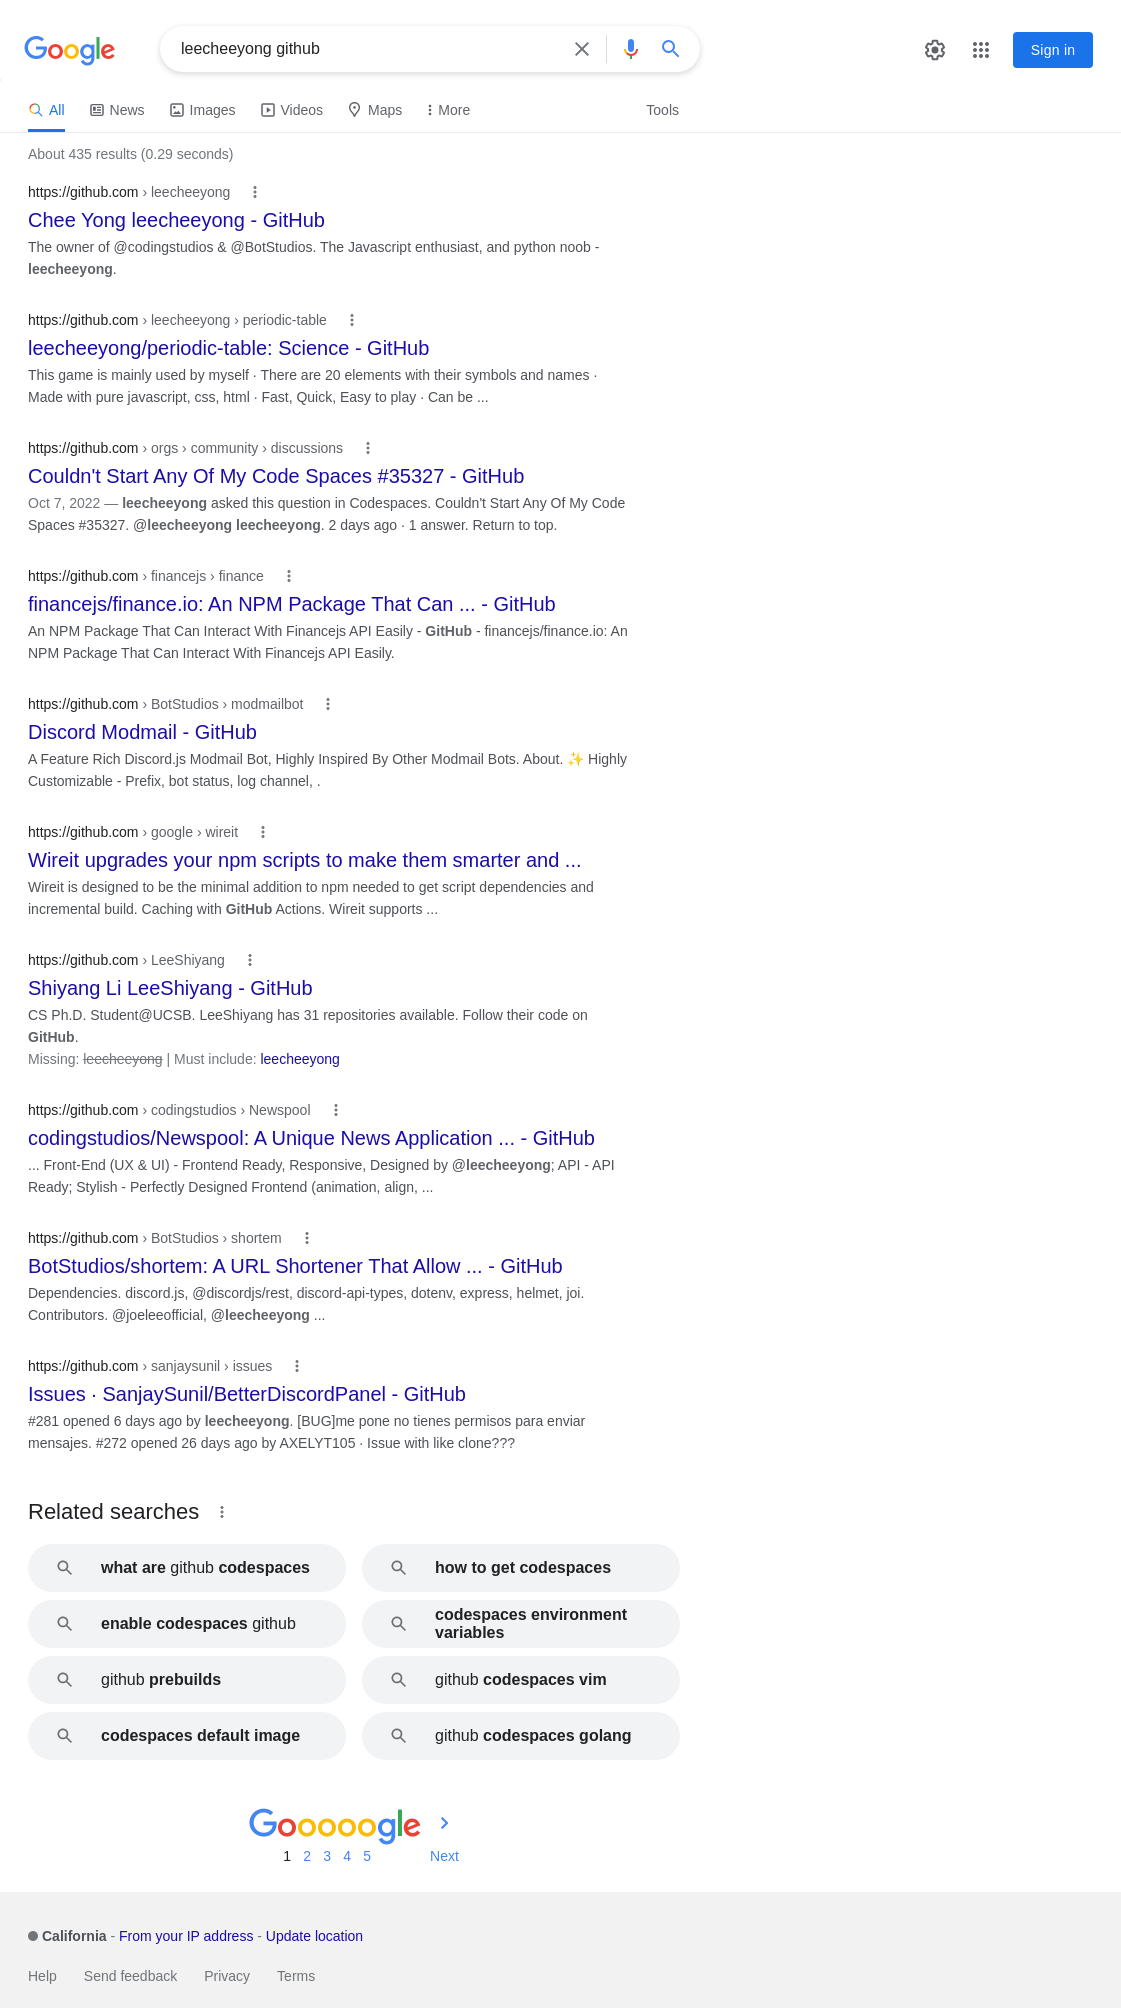 Google
leecheeyong github
Sign in
All News Images Videos Maps More Tools
About 435 results (0.29 seconds)
https://github.com › leecheeyong
Chee Yong leecheeyong - GitHub
The owner of @codingstudios & @BotStudios. The Javascript enthusiast, and python noob -
leecheeyong.
https://github.com › leecheeyong › periodic-table
leecheeyong/periodic-table: Science - GitHub
This game is mainly used by myself · There are 20 elements with their symbols and names ·
Made with pure javascript, css, html · Fast, Quick, Easy to play · Can be ...
https://github.com › orgs › community › discussions
Couldn't Start Any Of My Code Spaces #35327 - GitHub
Oct 7, 2022 — leecheeyong asked this question in Codespaces. Couldn't Start Any Of My Code
Spaces #35327. @leecheeyong leecheeyong. 2 days ago · 1 answer. Return to top.
https://github.com › financejs › finance
financejs/finance.io: An NPM Package That Can ... - GitHub
An NPM Package That Can Interact With Financejs API Easily - GitHub - financejs/finance.io: An
NPM Package That Can Interact With Financejs API Easily.
https://github.com › BotStudios › modmailbot
Discord Modmail - GitHub
A Feature Rich Discord.js Modmail Bot, Highly Inspired By Other Modmail Bots. About. ✨ Highly
Customizable - Prefix, bot status, log channel, .
https://github.com › google › wireit
Wireit upgrades your npm scripts to make them smarter and ...
Wireit is designed to be the minimal addition to npm needed to get script dependencies and
incremental build. Caching with GitHub Actions. Wireit supports ...
https://github.com › LeeShiyang
Shiyang Li LeeShiyang - GitHub
CS Ph.D. Student@UCSB. LeeShiyang has 31 repositories available. Follow their code on
GitHub.
Missing: leecheeyong | Must include: leecheeyong
https://github.com › codingstudios › Newspool
codingstudios/Newspool: A Unique News Application ... - GitHub
... Front-End (UX & UI) - Frontend Ready, Responsive, Designed by @leecheeyong; API - API
Ready; Stylish - Perfectly Designed Frontend (animation, align, ...
https://github.com › BotStudios › shortem
BotStudios/shortem: A URL Shortener That Allow ... - GitHub
Dependencies. discord.js, @discordjs/rest, discord-api-types, dotenv, express, helmet, joi.
Contributors. @joeleeofficial, @leecheeyong ...
https://github.com › sanjaysunil › issues
Issues · SanjaySunil/BetterDiscordPanel - GitHub
#281 opened 6 days ago by leecheeyong. [BUG]me pone no tienes permisos para enviar
mensajes. #272 opened 26 days ago by AXELYT105 · Issue with like clone???
Related searches
what are github codespaces
how to get codespaces
enable codespaces github
codespaces environment
variables
github prebuilds
github codespaces vim
codespaces default image
github codespaces golang
Gooooogle
1 2 3 4 5 Next
California - From your IP address - Update location
Help Send feedback Privacy Terms